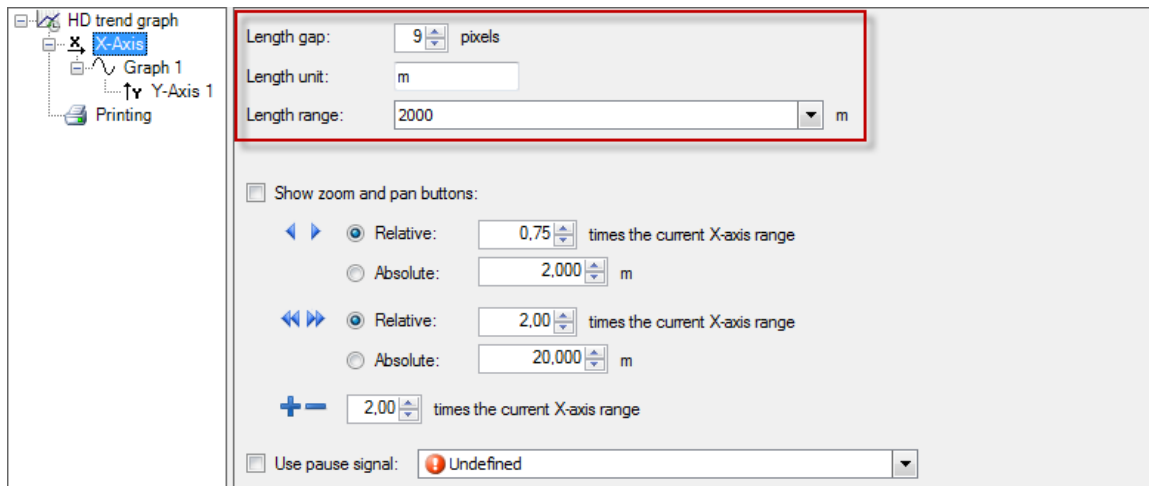 HD trend graph
X-Axis
Graph 1
Y-Axis 1
Printing
Length gap: 9 pixels
Length unit: m
Length range: 2000 m
Show zoom and pan buttons:
Relative: 0,75 times the current X-axis range
Absolute: 2,000 m
Relative: 2,00 times the current X-axis range
Absolute: 20,000 m
2,00 times the current X-axis range
Use pause signal: Undefined